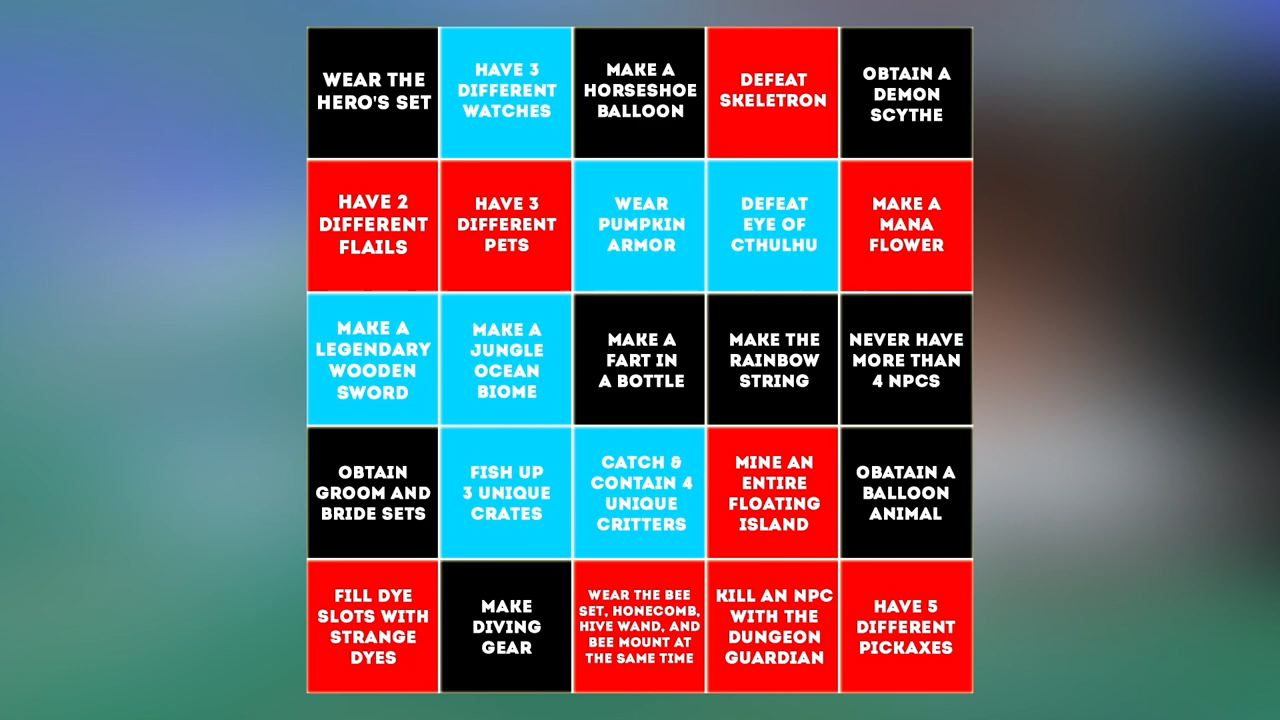 WEAR THE
HERO'S SET
HAVE 3
DIFFERENT
WATCHES
MAKE A
HORSESHOE
BALLOON
DEFEAT
SKELETRON
OBTAIN A
DEMON
SCYTHE
HAVE 2
DIFFERENT
FLAILS
HAVE 3
DIFFERENT
PETS
WEAR
PUMPKIN
ARMOR
DEFEAT
EYE OF
CTHULHU
MAKE A
MANA
FLOWER
MAKE A
LEGENDARY
WOODEN
SWORD
MAKE A
JUNGLE
OCEAN
BIOME
MAKE A
FART IN
A BOTTLE
MAKE THE
RAINBOW
STRING
NEVER HAVE
MORE THAN
4 NPCS
OBTAIN
GROOM AND
BRIDE SETS
FISH UP
3 UNIQUE
CRATES
CATCH &
CONTAIN 4
UNIQUE
CRITTERS
MINE AN
ENTIRE
FLOATING
ISLAND
OBATAIN A
BALLOON
ANIMAL
FILL DYE
SLOTS WITH
STRANGE
DYES
MAKE
DIVING
GEAR
WEAR THE BEE
SET, HONECOMB,
HIVE WAND, AND
BEE MOUNT AT
THE SAME TIME
KILL AN NPC
WITH THE
DUNGEON
GUARDIAN
HAVE 5
DIFFERENT
PICKAXES